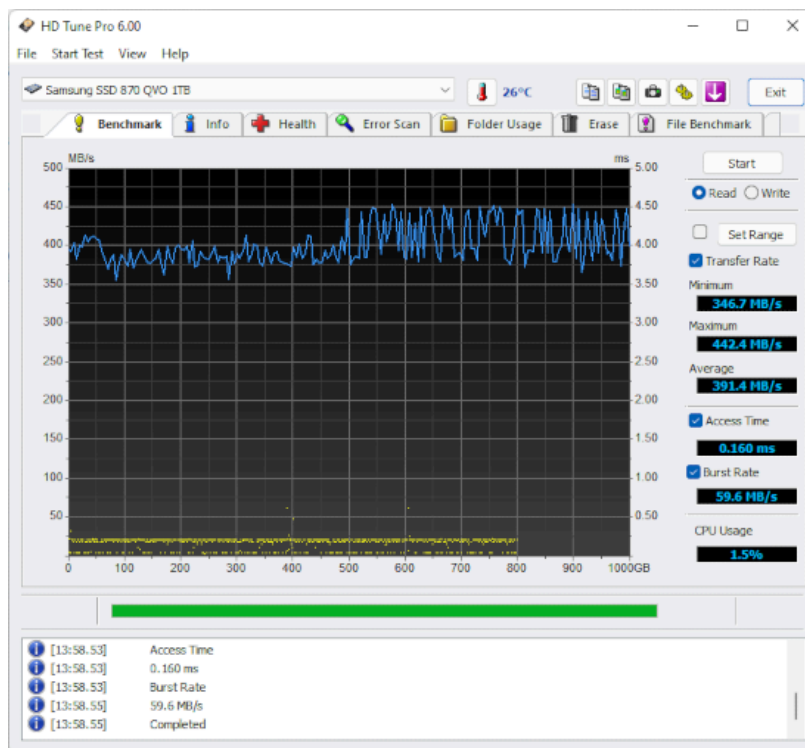 HD Tune Pro 6.00
File Start Test View Help
Samsung SSD 870 QVO 1TB 26°C Exit
Benchmark Info Health Error Scan Folder Usage Erase File Benchmark
MB/s ms
500 5.00
450 4.50
400 4.00
350 3.50
300 3.00
250 2.50
200 2.00
150 1.50
100 1.00
50 0.50
0 100 200 300 400 500 600 700 800 900 1000GB
Start
Read Write
Set Range
Transfer Rate
Minimum
346.7 MB/s
Maximum
442.4 MB/s
Average
391.4 MB/s
Access Time
0.160 ms
Burst Rate
59.6 MB/s
CPU Usage
1.5%
[13:58.53] Access Time
[13:58.53] 0.160 ms
[13:58.53] Burst Rate
[13:58.55] 59.6 MB/s
[13:58.55] Completed